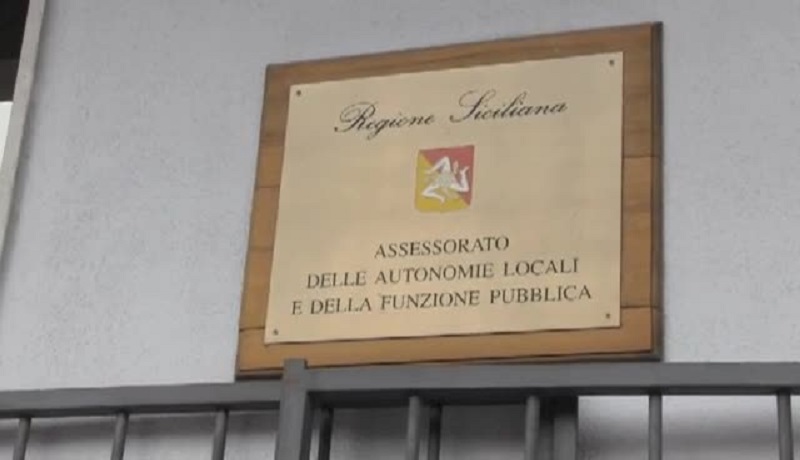 Regione Siciliana
ASSESSORATO
DELLE AUTONOMIE LOCALI
E DELLA FUNZIONE PUBBLICA